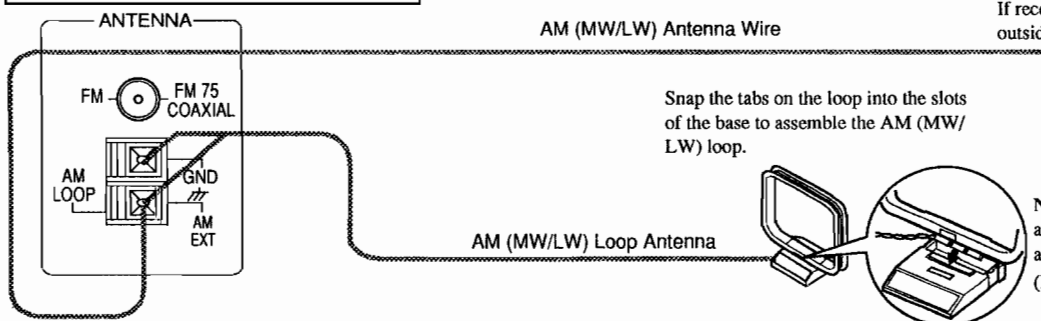 If
outside
ANTENNA
AM (MW/LW) Antenna Wire
FM
FM 75
COAXIAL
AM
LOOP
GND
AM
EXT
Snap the tabs on the loop into the slots
of the base to assemble the AM (MW/
LW) loop.
AM (MW/LW) Loop Antenna